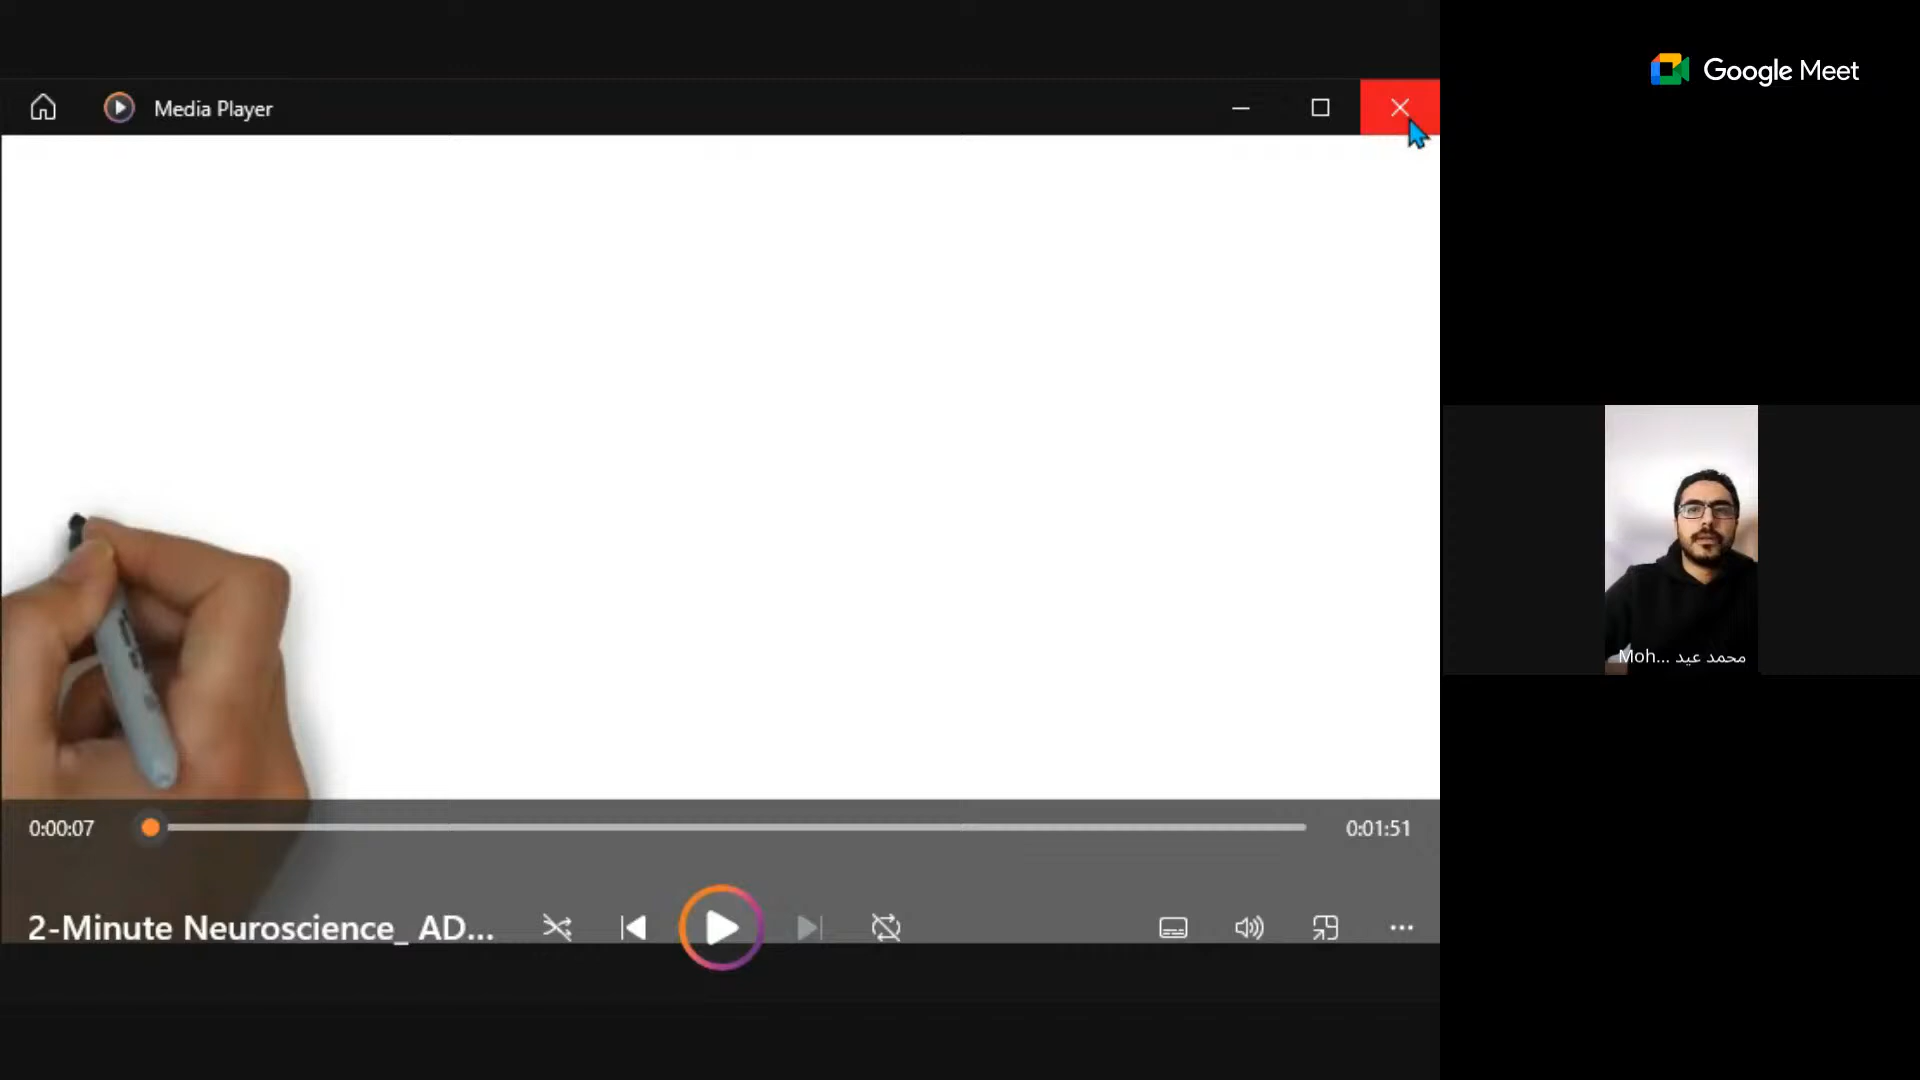 Google Meet
Media Player
Moh... محمد عيد
0:00:07
0:01:51
2-Minute Neuroscience_ AD...